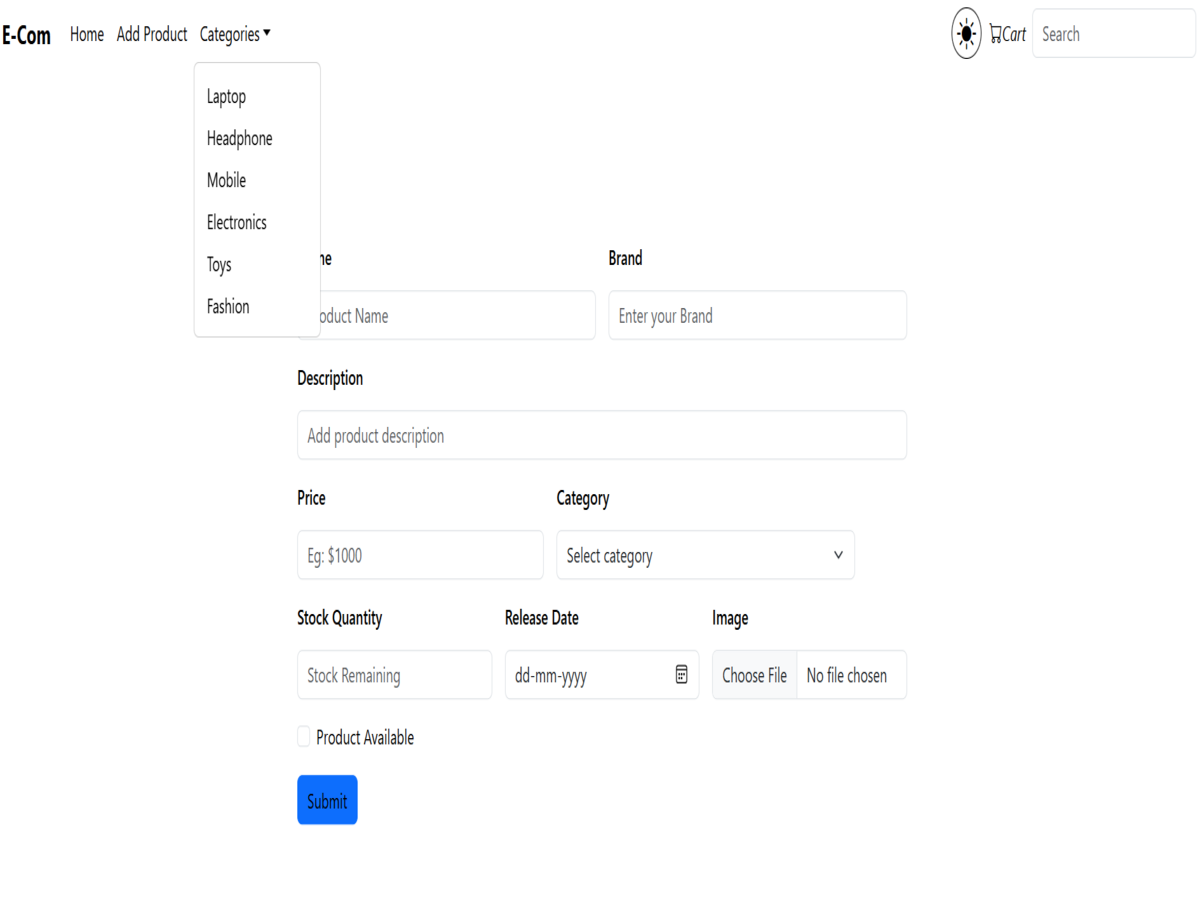 E-Com Home Add Product Categories Cart Search
Laptop
Headphone
Mobile
Electronics
Toys
Fashion
me Brand
oduct Name Enter your Brand
Description
Add product description
Price Category
Eg: $1000 Select category
Stock Quantity Release Date Image
Stock Remaining dd-mm-yyyy Choose File No file chosen
Product Available
Submit